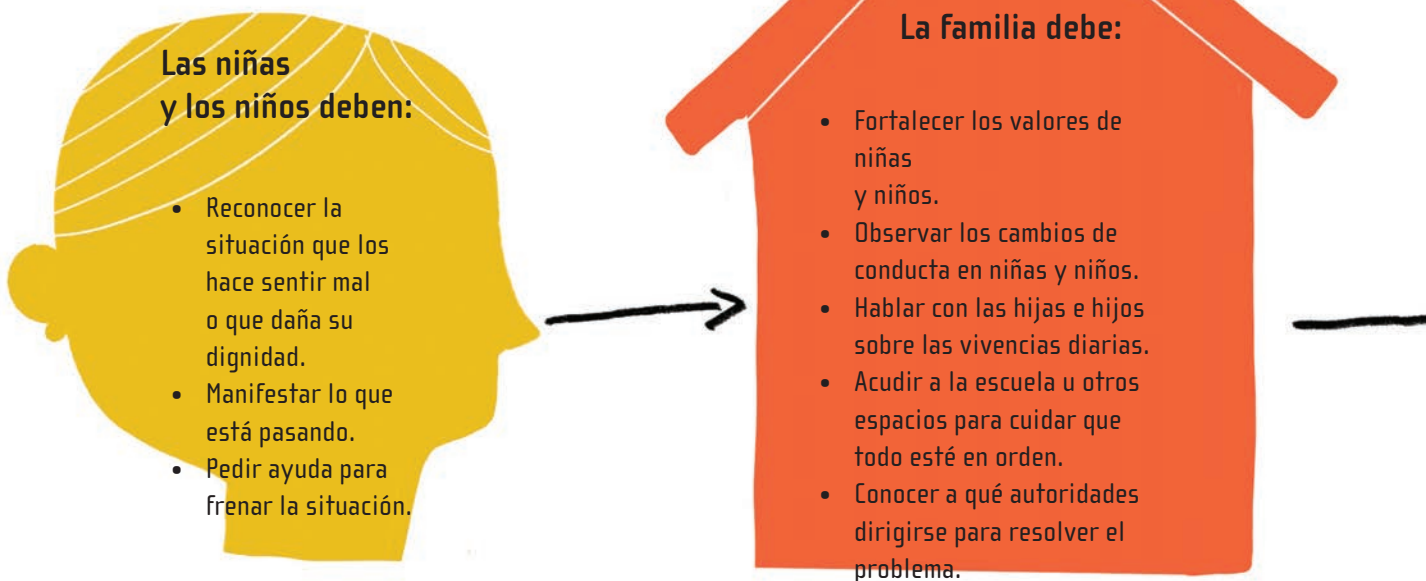 Las niñas
y los niños deben:
• Reconocer la
situación que los
hace sentir mal
o que daña su
dignidad.
• Manifestar lo que
está pasando.
• Pedir ayuda para
frenar la situación.
La familia debe:
• Fortalecer los valores de
niñas
y niños.
• Observar los cambios de
conducta en niñas y niños.
• Hablar con las hijas e hijos
sobre las vivencias diarias.
• Acudir a la escuela u otros
espacios para cuidar que
todo esté en orden.
• Conocer a qué autoridades
dirigirse para resolver el
problema.